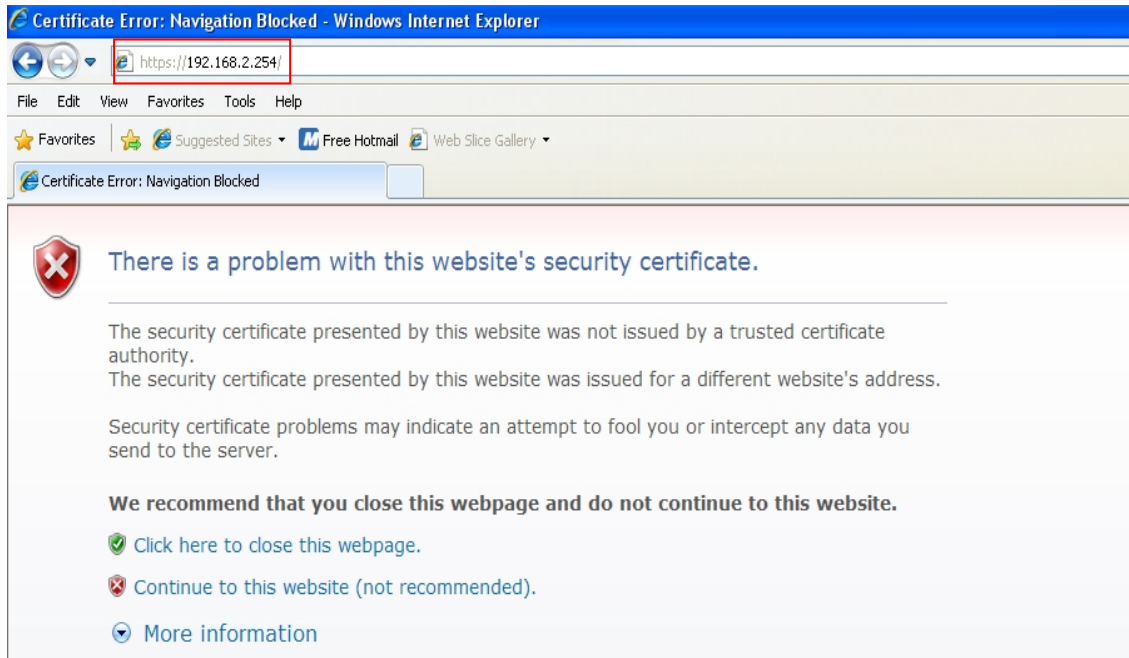 Certificate Error: Navigation Blocked - Windows Internet Explorer
https://192.168.2.254/
File Edit View Favorites Tools Help
Favorites Suggested Sites Free Hotmail Web Slice Gallery
Certificate Error: Navigation Blocked
There is a problem with this website's security certificate.
The security certificate presented by this website was not issued by a trusted certificate
authority.
The security certificate presented by this website was issued for a different website's address.
Security certificate problems may indicate an attempt to fool you or intercept any data you
send to the server.
We recommend that you close this webpage and do not continue to this website.
Click here to close this webpage.
Continue to this website (not recommended).
More information